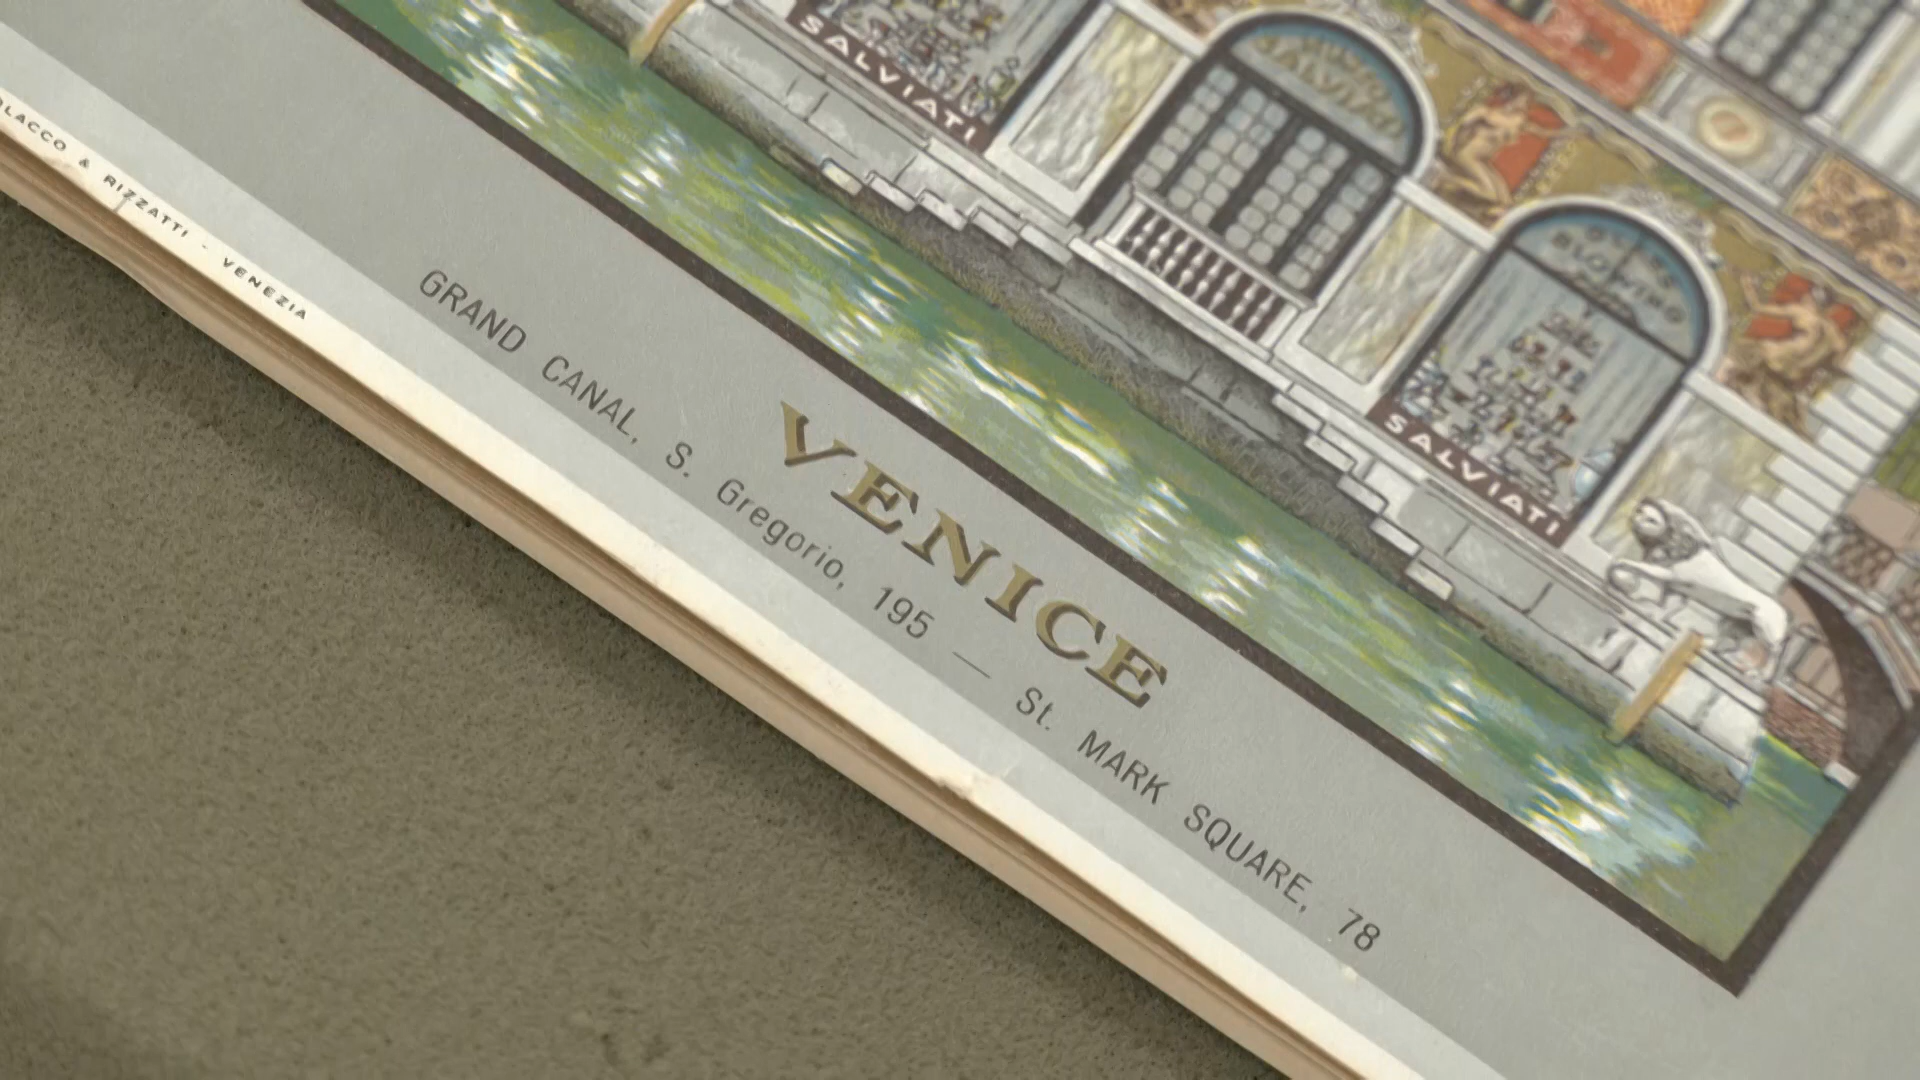 SALVIATI
SALVIATI
VENICE
GRAND CANAL, S. Gregorio, 195 — St. MARK SQUARE, 78
& RIZZATTI - VENEZIA